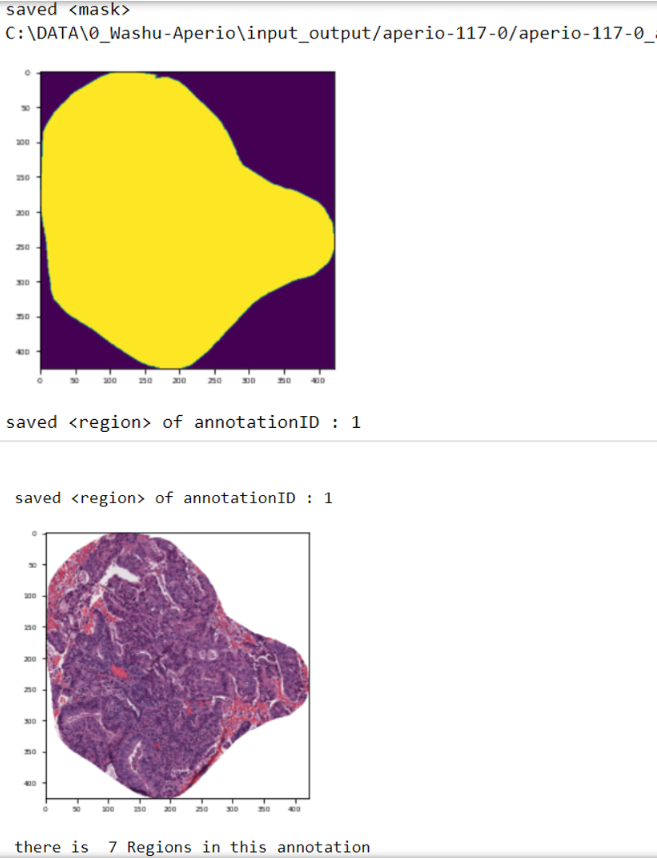 saved <mask>
C:\DATA\0_Washu-Aperio\input_output/aperio-117-0/aperio-117-0_
0
50
100
150
200
250
300
350
400
0 50 100 150 200 250 300 350 400
saved <region> of annotationID : 1
saved <region> of annotationID : 1
0
50
100
150
200
250
300
350
400
0 50 100 150 200 250 300 350 400
there is  7 Regions in this annotation